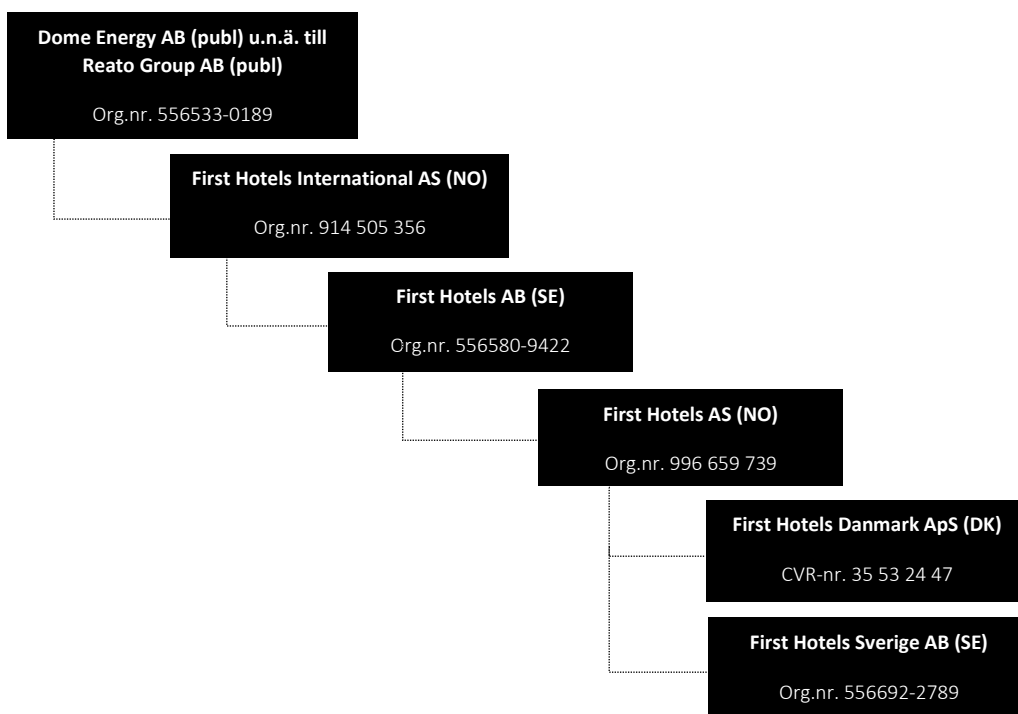 Dome Energy AB (publ) u.n.ä. till
Reato Group AB (publ)
Org.nr. 556533-0189
First Hotels International AS (NO)
Org.nr. 914 505 356
First Hotels AB (SE)
Org.nr. 556580-9422
First Hotels AS (NO)
Org.nr. 996 659 739
First Hotels Danmark ApS (DK)
CVR-nr. 35 53 24 47
First Hotels Sverige AB (SE)
Org.nr. 556692-2789